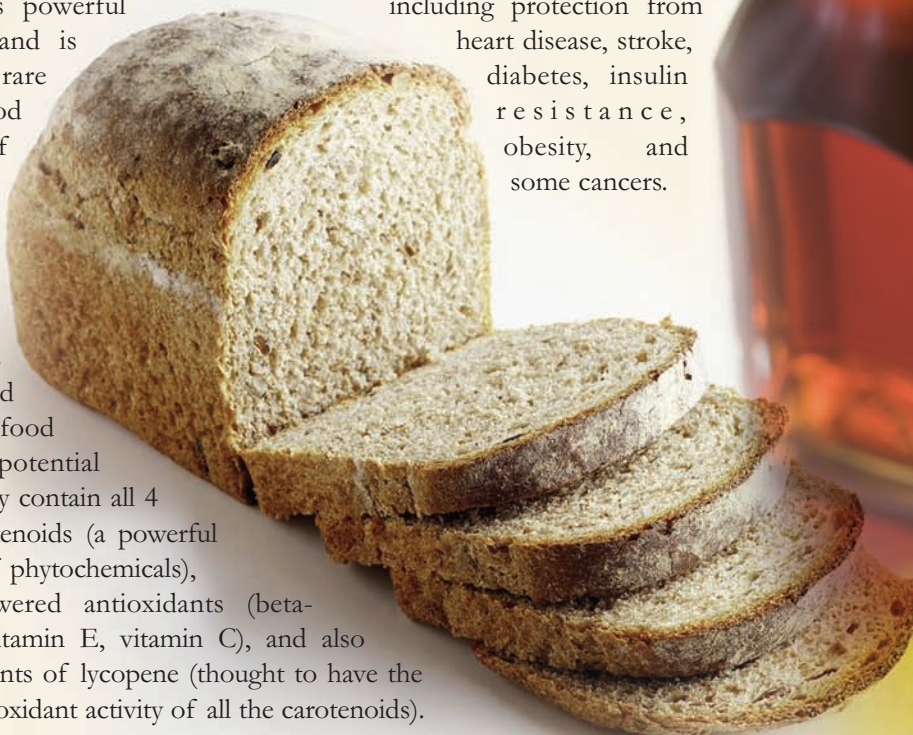 s powerful
and is
rare
od
f
d
food
potential
y contain all 4
tenoids (a powerful
f phytochemicals),
wered antioxidants (beta-
itamin E, vitamin C), and also
nts of lycopene (thought to have the
oxidant activity of all the carotenoids).
including protection from
heart disease, stroke,
diabetes, insulin
resistance,
obesity, and
some cancers.